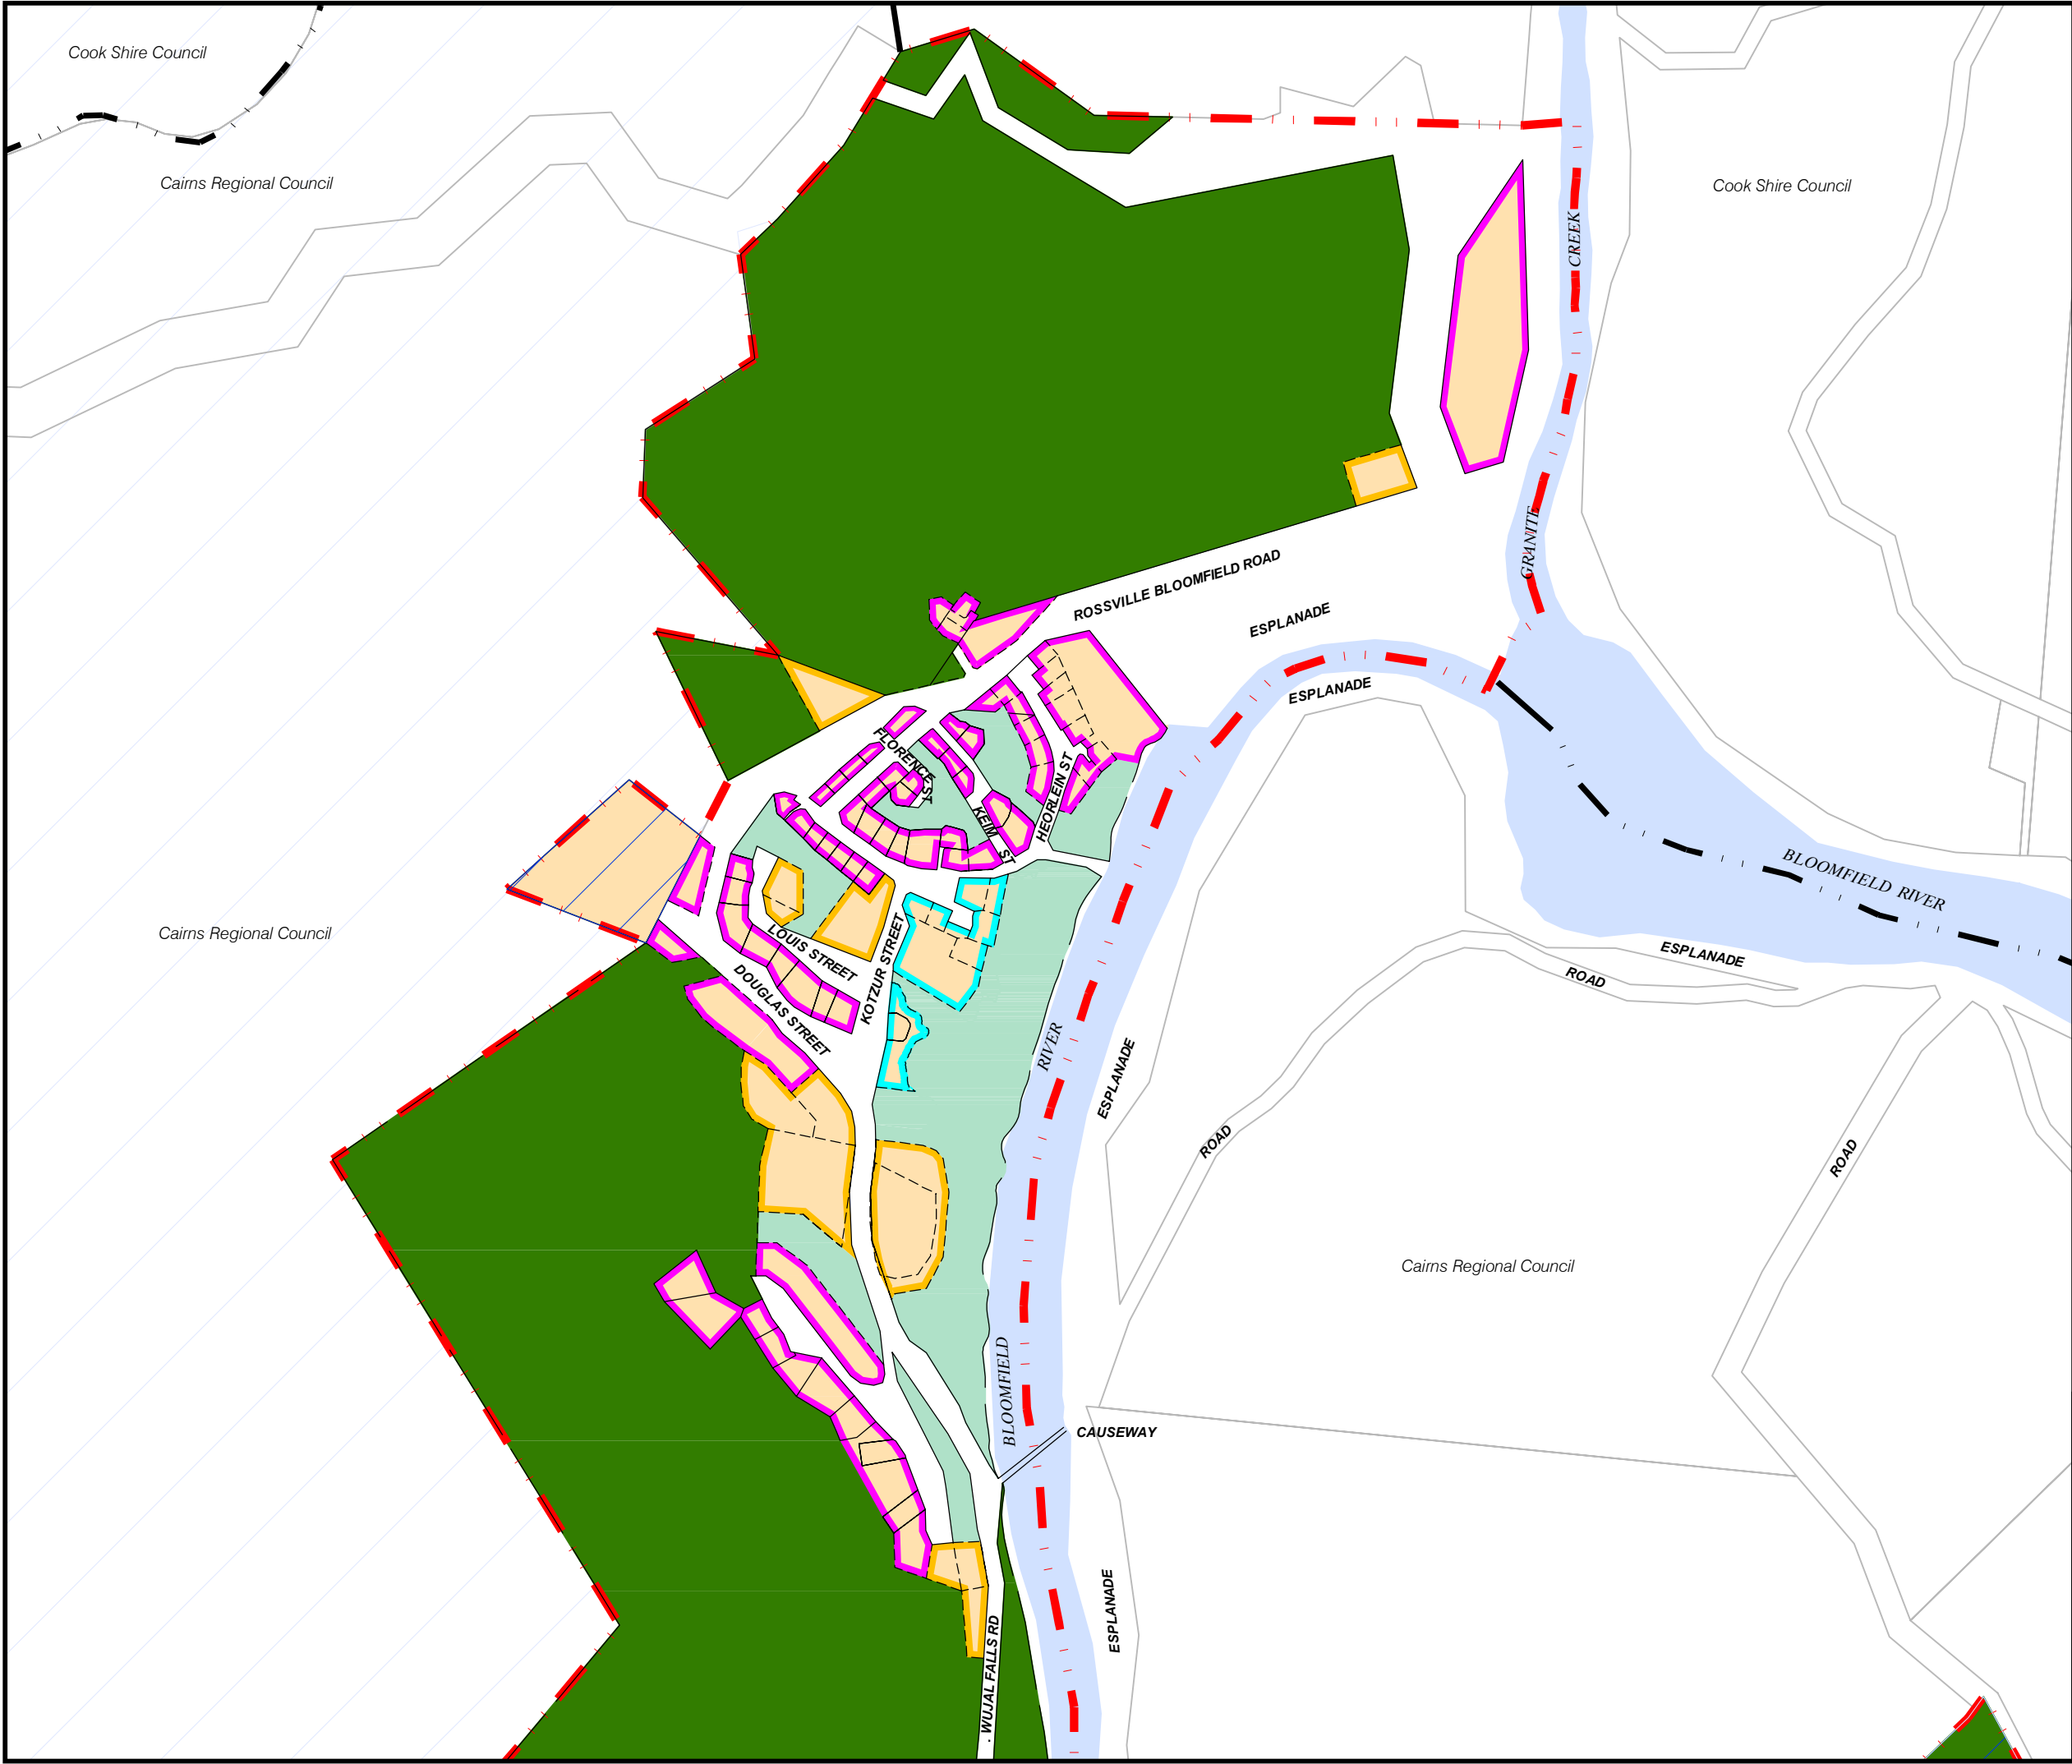 Cook Shire Council
Cairns Regional Council
Cook Shire Council
CREEK
GRANITE
ROSSVILLE BLOOMFIELD ROAD
ESPLANADE
ESPLANADE
FLORENCE
ST
HEORLEIN ST
KEIM ST
BLOOMFIELD RIVER
Cairns Regional Council
LOUIS STREET
KOTZUR STREET
DOUGLAS STREET
ESPLANADE
ROAD
RIVER
ESPLANADE
ROAD
ROAD
Cairns Regional Council
BLOOMFIELD
CAUSEWAY
ESPLANADE
WUJAL FALLS RD